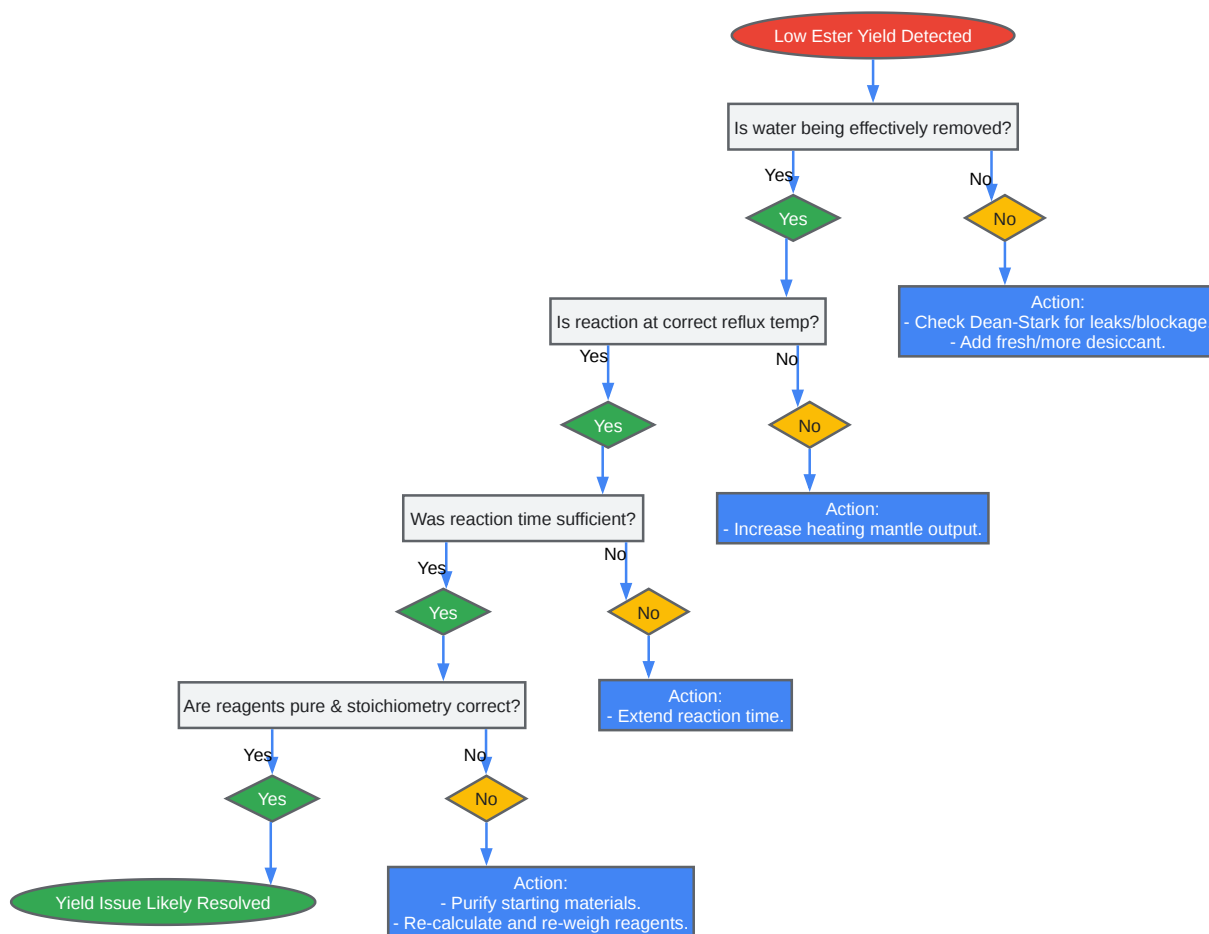 Low Ester Yield Detected
Is water being effectively removed?
Yes
No
Yes
No
Action:
- Check Dean-Stark for leaks/blockage.
- Add fresh/more desiccant.
Is reaction at correct reflux temp?
Yes
No
Yes
No
Action:
- Increase heating mantle output.
Was reaction time sufficient?
Yes
No
Yes
No
Action:
- Extend reaction time.
Are reagents pure & stoichiometry correct?
Yes
No
Yes
No
Action:
- Purify starting materials.
- Re-calculate and re-weigh reagents.
Yield Issue Likely Resolved